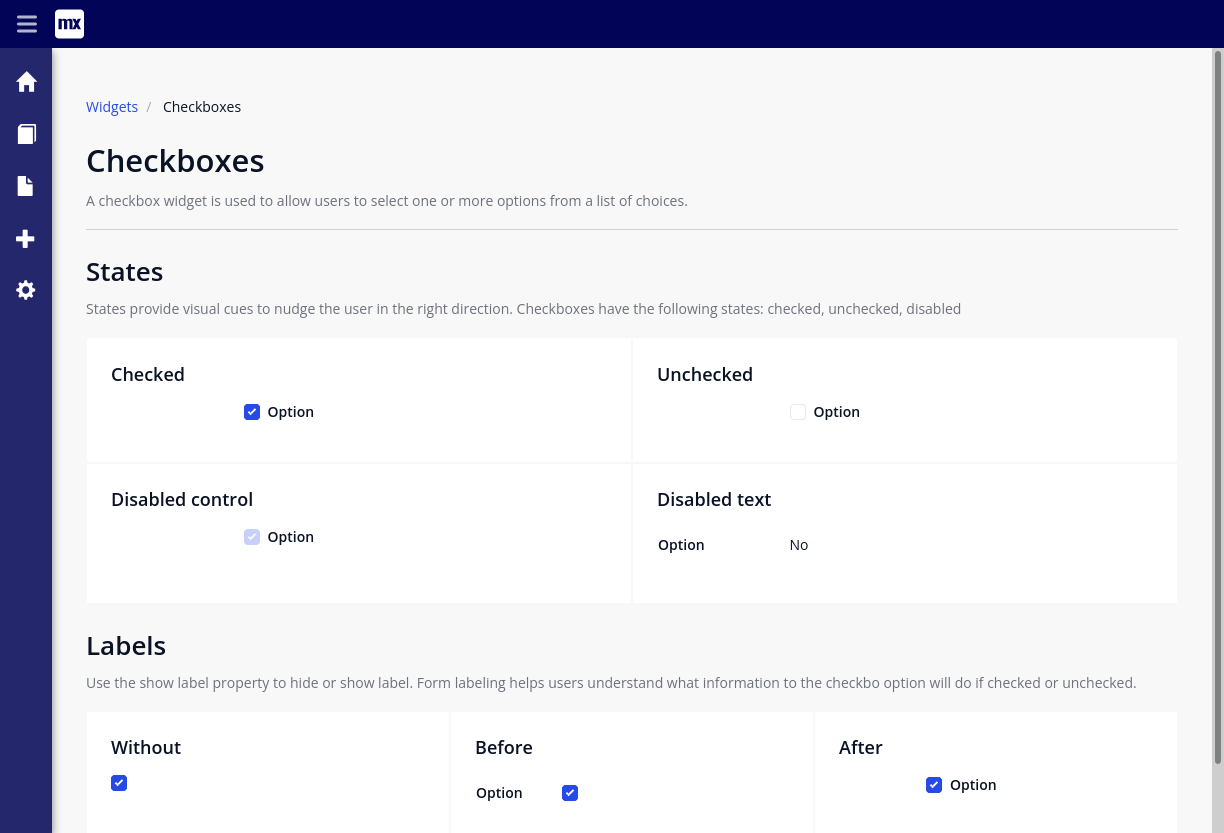 mx
Widgets / Checkboxes
Checkboxes
A checkbox widget is used to allow users to select one or more options from a list of choices.
States
States provide visual cues to nudge the user in the right direction. Checkboxes have the following states: checked, unchecked, disabled
Checked
Option
Unchecked
Option
Disabled control
Option
Disabled text
Option No
Labels
Use the show label property to hide or show label. Form labeling helps users understand what information to the checkbo option will do if checked or unchecked.
Without
Before
Option
After
Option